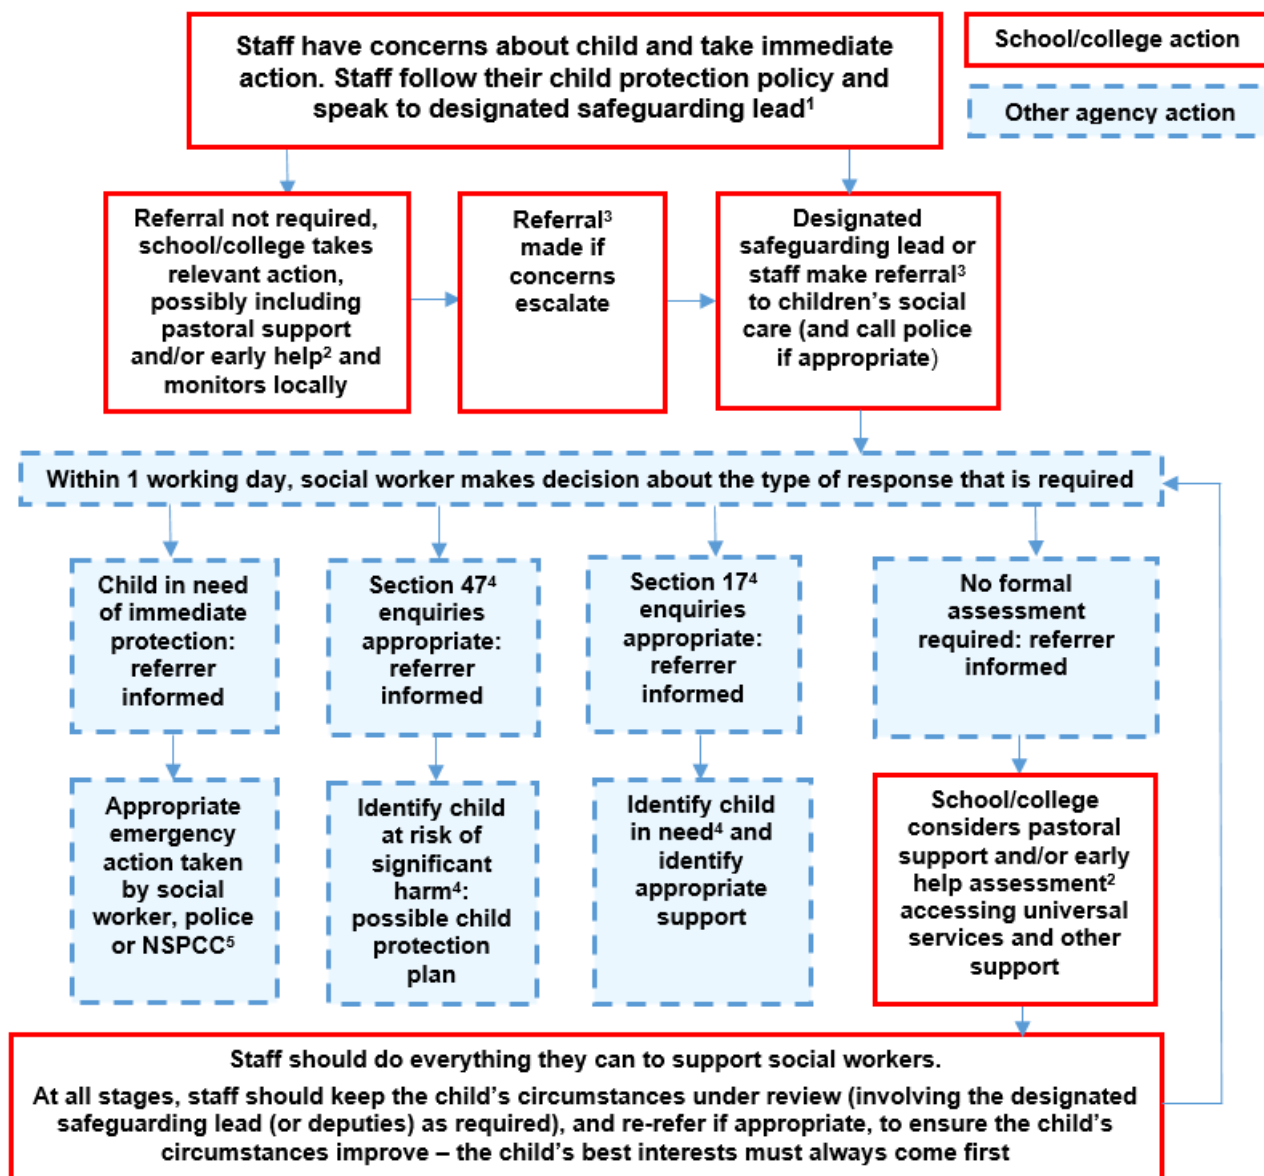 Staff have concerns about child and take immediate
action. Staff follow their child protection policy and
speak to designated safeguarding lead¹
School/college action
Other agency action
Referral not required,
school/college takes
relevant action,
possibly including
pastoral support
and/or early help² and
monitors locally
Referral³
made if
concerns
escalate
Designated
safeguarding lead or
staff make referral³
to children’s social
care (and call police
if appropriate)
Within 1 working day, social worker makes decision about the type of response that is required
Child in need
of immediate
protection:
referrer
informed
Section 47⁴
enquiries
appropriate:
referrer
informed
Section 17⁴
enquiries
appropriate:
referrer
informed
No formal
assessment
required: referrer
informed
Appropriate
emergency
action taken
by social
worker, police
or NSPCC⁵
Identify child
at risk of
significant
harm⁴:
possible child
protection
plan
Identify child
in need⁴ and
identify
appropriate
support
School/college
considers pastoral
support and/or early
help assessment²
accessing universal
services and other
support
Staff should do everything they can to support social workers.
At all stages, staff should keep the child’s circumstances under review (involving the designated
safeguarding lead (or deputies) as required), and re-refer if appropriate, to ensure the child’s
circumstances improve – the child’s best interests must always come first